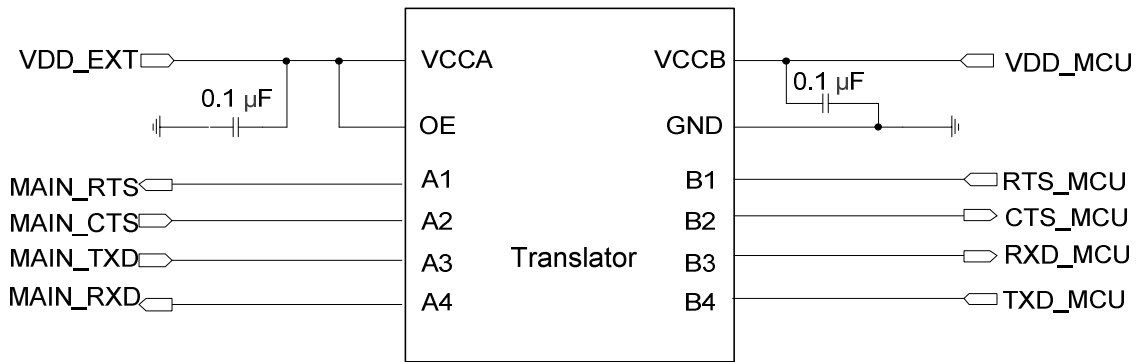 VDD_EXT VCCA VCCB VDD_MCU
0.1 µF 0.1 µF
OE GND
MAIN_RTS A1 B1 RTS_MCU
MAIN_CTS A2 B2 CTS_MCU
MAIN_TXD A3 Translator B3 RXD_MCU
MAIN_RXD A4 B4 TXD_MCU